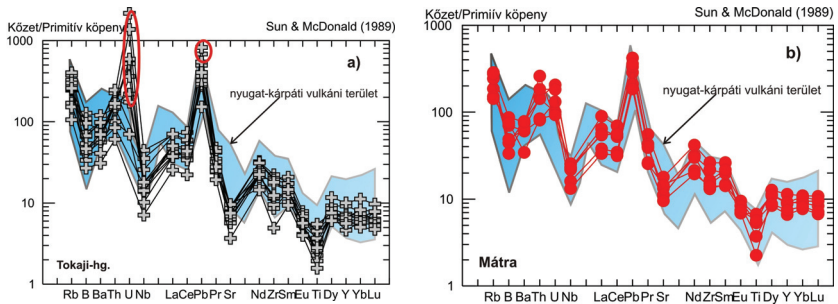 Kőzet/Primiív köpeny
Sun & McDonald (1989)
1000
100
10
1
a)
nyugat-kárpáti vulkáni terület
Tokaji-hg.
Rb B BaTh U Nb LaCePbPr Sr NdZrSmEu Ti Dy Y YbLu
Kőzet/Primitív köpeny
Sun & McDonald (1989)
1000
100
10
1
b)
nyugat-kárpáti vulkáni terület
Mátra
Rb B BaTh U Nb LaCePbPr Sr NdZrSmEu Ti Dy Y YbLu